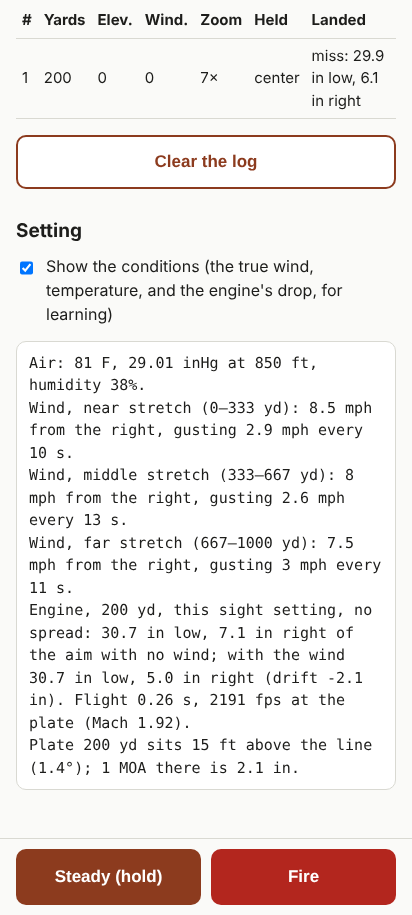 # Yards Elev. Wind. Zoom Held Landed
1 200 0 0 7× center miss: 29.9 in low, 6.1 in right
Clear the log
Setting
Show the conditions (the true wind,
temperature, and the engine's drop, for
learning)
Air: 81 F, 29.01 inHg at 850 ft,
humidity 38%.
Wind, near stretch (0–333 yd): 8.5 mph
from the right, gusting 2.9 mph every
10 s.
Wind, middle stretch (333–667 yd): 8
mph from the right, gusting 2.6 mph
every 13 s.
Wind, far stretch (667–1000 yd): 7.5
mph from the right, gusting 3 mph every
11 s.
Engine, 200 yd, this sight setting, no
spread: 30.7 in low, 7.1 in right of
the aim with no wind; with the wind
30.7 in low, 5.0 in right (drift -2.1
in). Flight 0.26 s, 2191 fps at the
plate (Mach 1.92).
Plate 200 yd sits 15 ft above the line
(1.4°); 1 MOA there is 2.1 in.
Steady (hold)
Fire